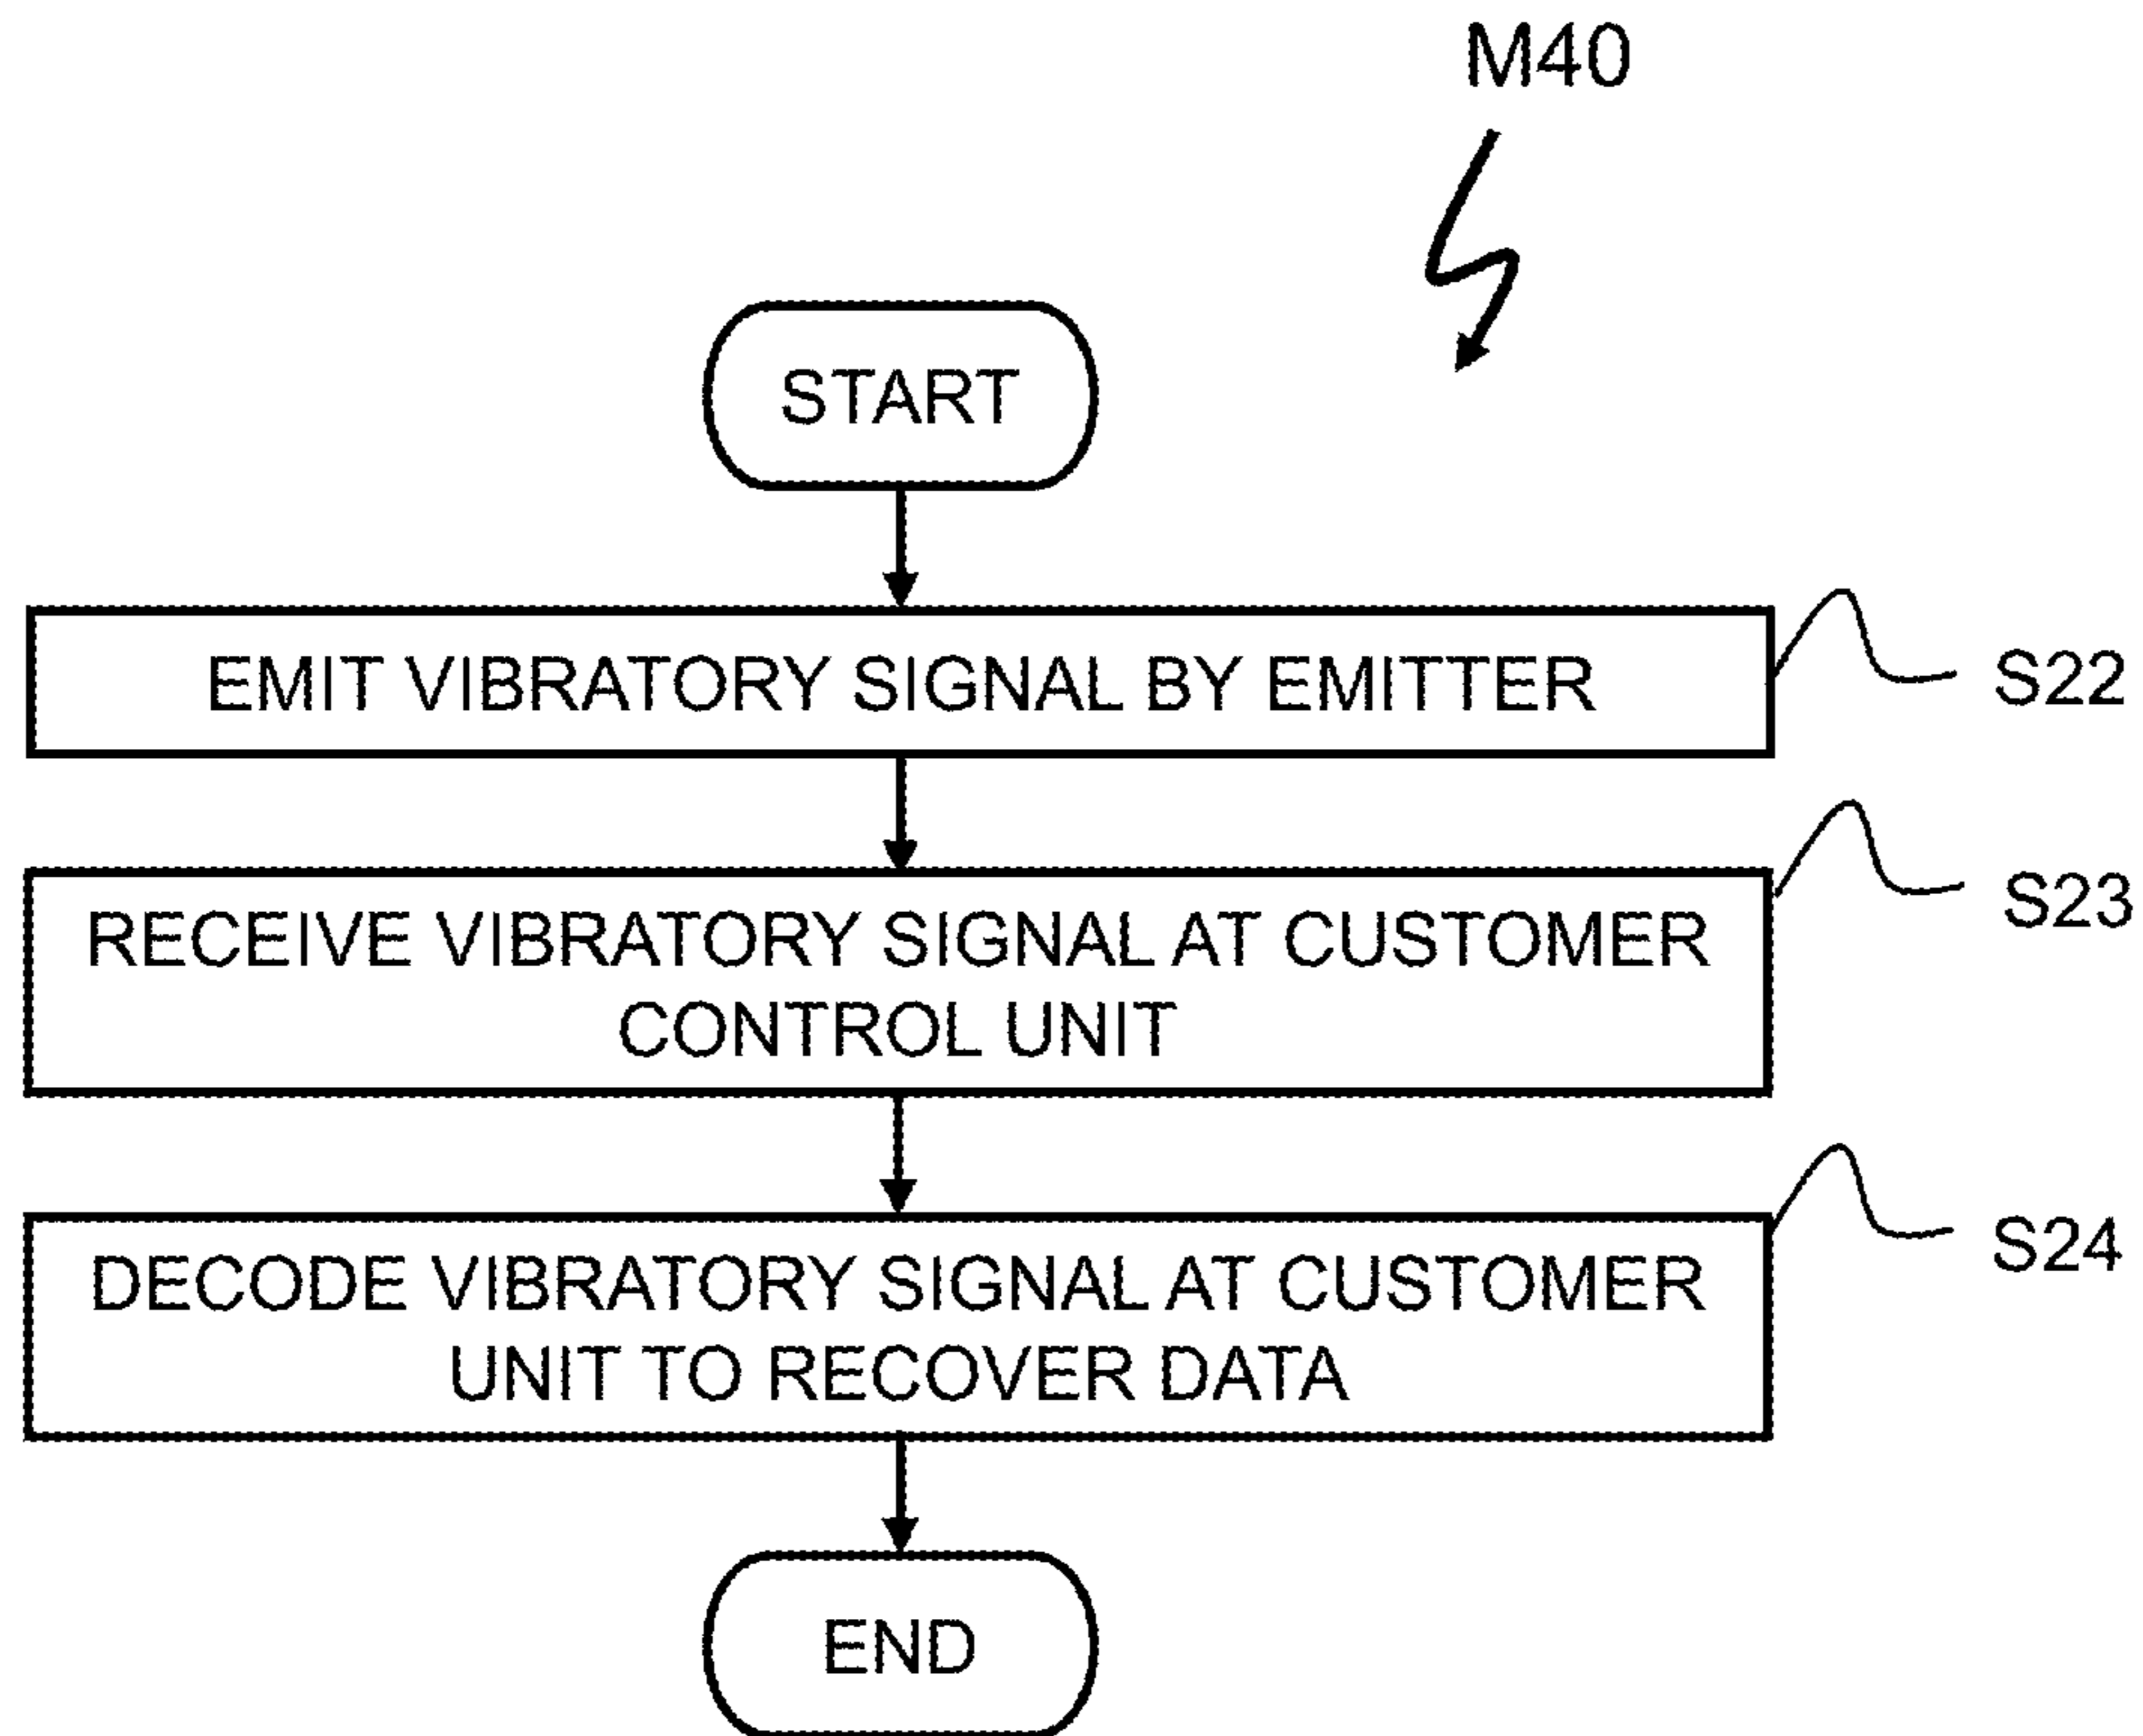 M40
START
EMIT VIBRATORY SIGNAL BY EMITTER
S22
RECEIVE VIBRATORY SIGNAL AT CUSTOMER
CONTROL UNIT
S23
DECODE VIBRATORY SIGNAL AT CUSTOMER
UNIT TO RECOVER DATA
S24
END